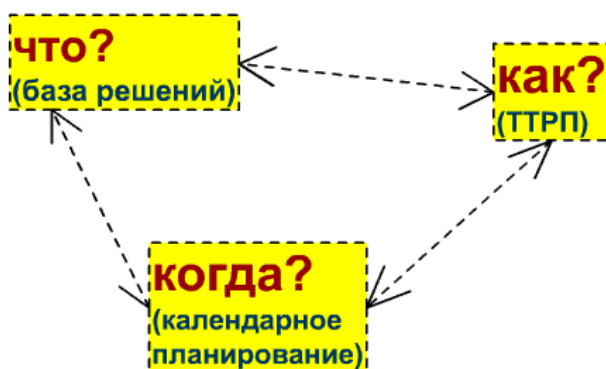 что?
(база решений)
как?
(ТТРП)
когда?
(календарное
планирование)